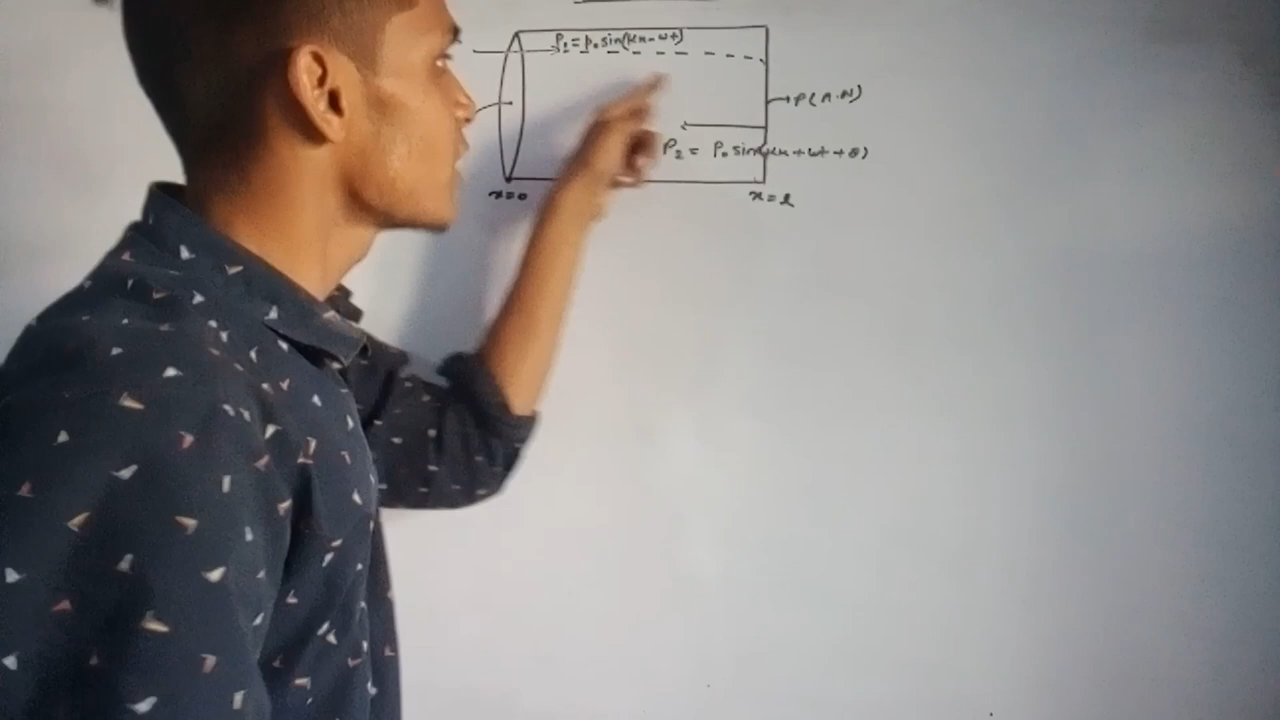 P₁ = p₀ sin(kx - ωt)
P(A.N)
P₂ = P₀ sin(kx + ωt + θ)
x=0
x=l